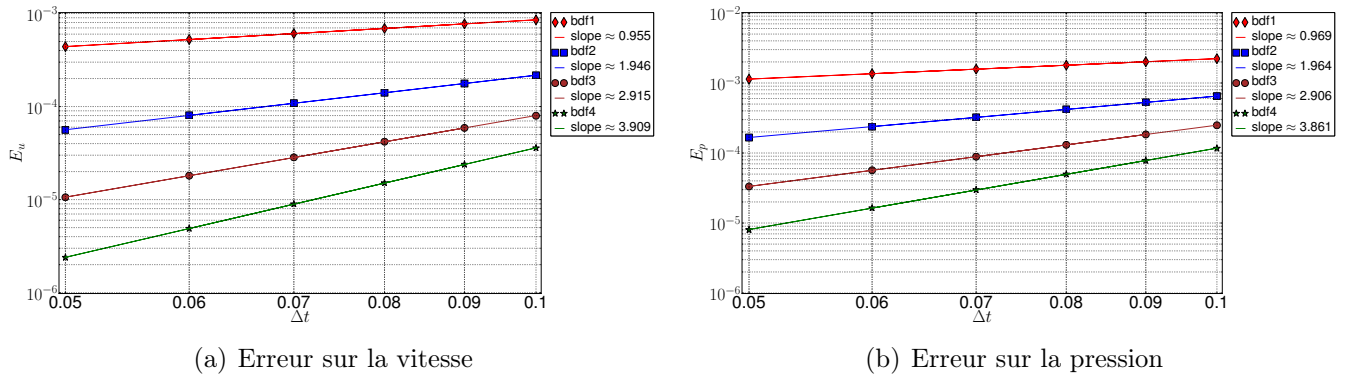 10^{-3}
10^{-4}
10^{-5}
10^{-6}
E_u
0.05 0.06 0.07 0.08 0.09 0.1
Δt
bdf1
slope ≈ 0.955
bdf2
slope ≈ 1.946
bdf3
slope ≈ 2.915
bdf4
slope ≈ 3.909
(a) Erreur sur la vitesse
10^{-2}
10^{-3}
10^{-4}
10^{-5}
10^{-6}
E_p
0.05 0.06 0.07 0.08 0.09 0.1
Δt
bdf1
slope ≈ 0.969
bdf2
slope ≈ 1.964
bdf3
slope ≈ 2.906
bdf4
slope ≈ 3.861
(b) Erreur sur la pression